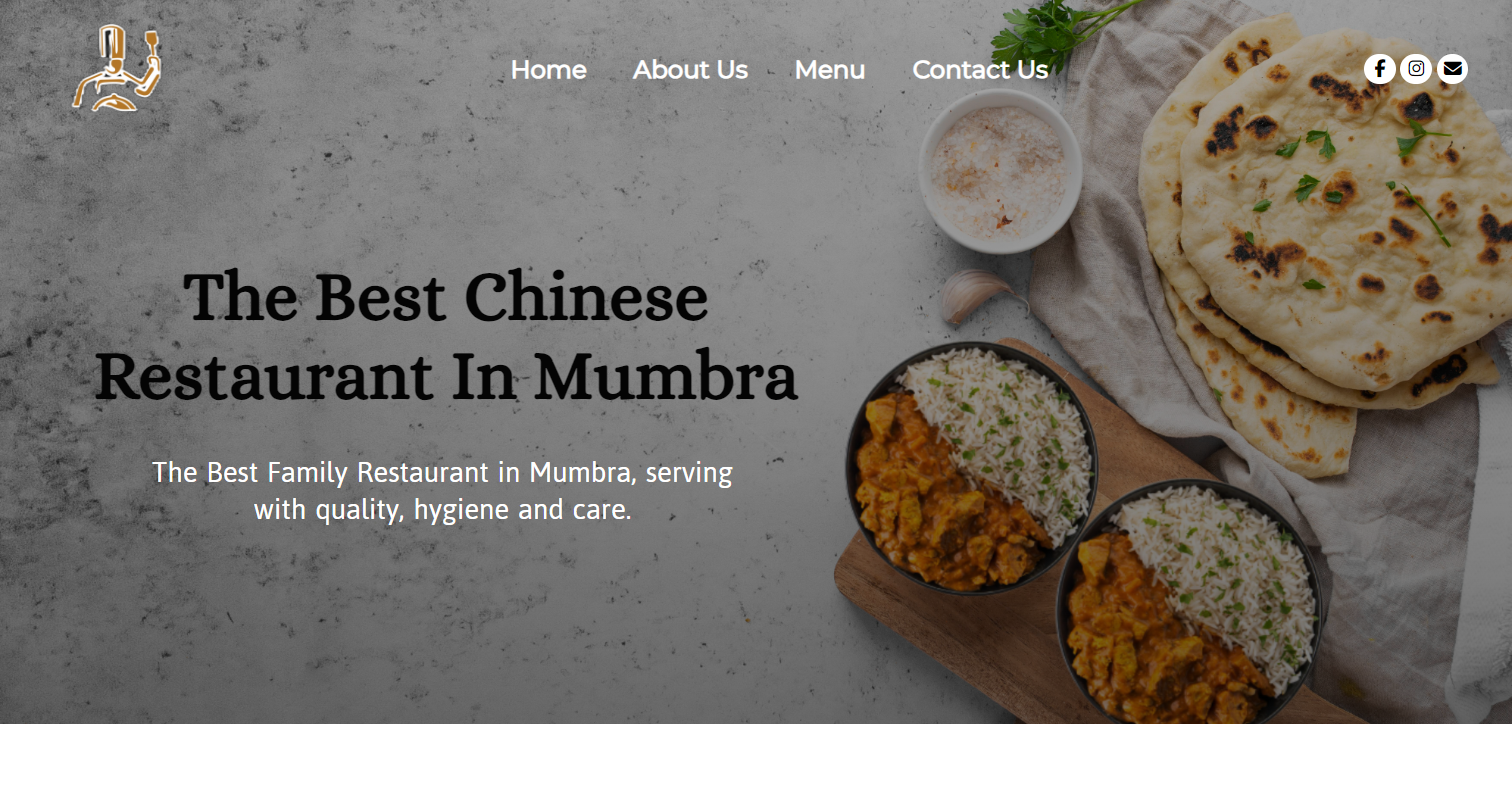 Home About Us Menu Contact Us
The Best Chinese
Restaurant In Mumbra
The Best Family Restaurant in Mumbra, serving
with quality, hygiene and care.